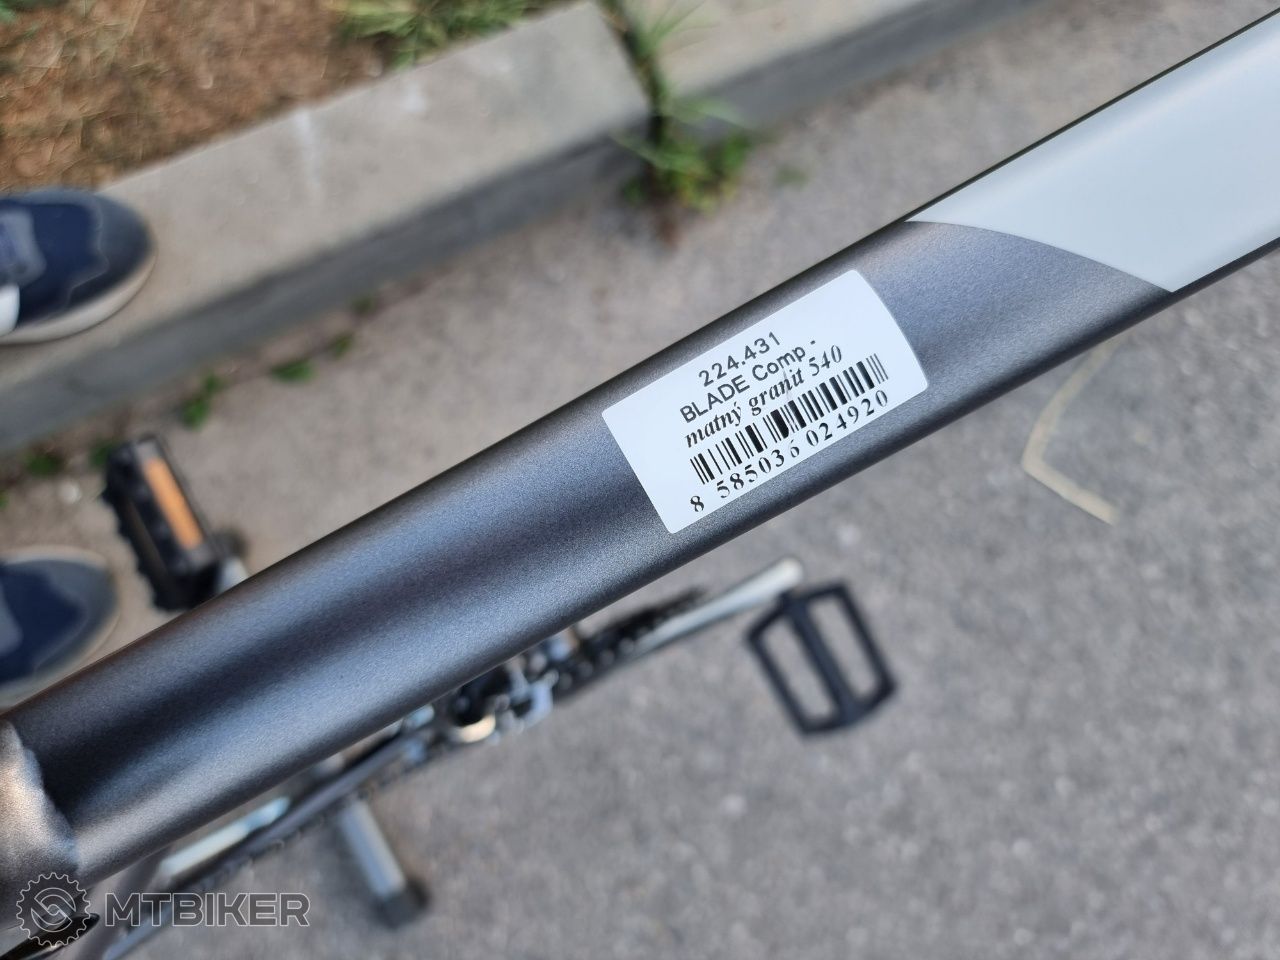 224.431
BLADE Comp -
matný granit 540
8 585036 024920
MTBIKER